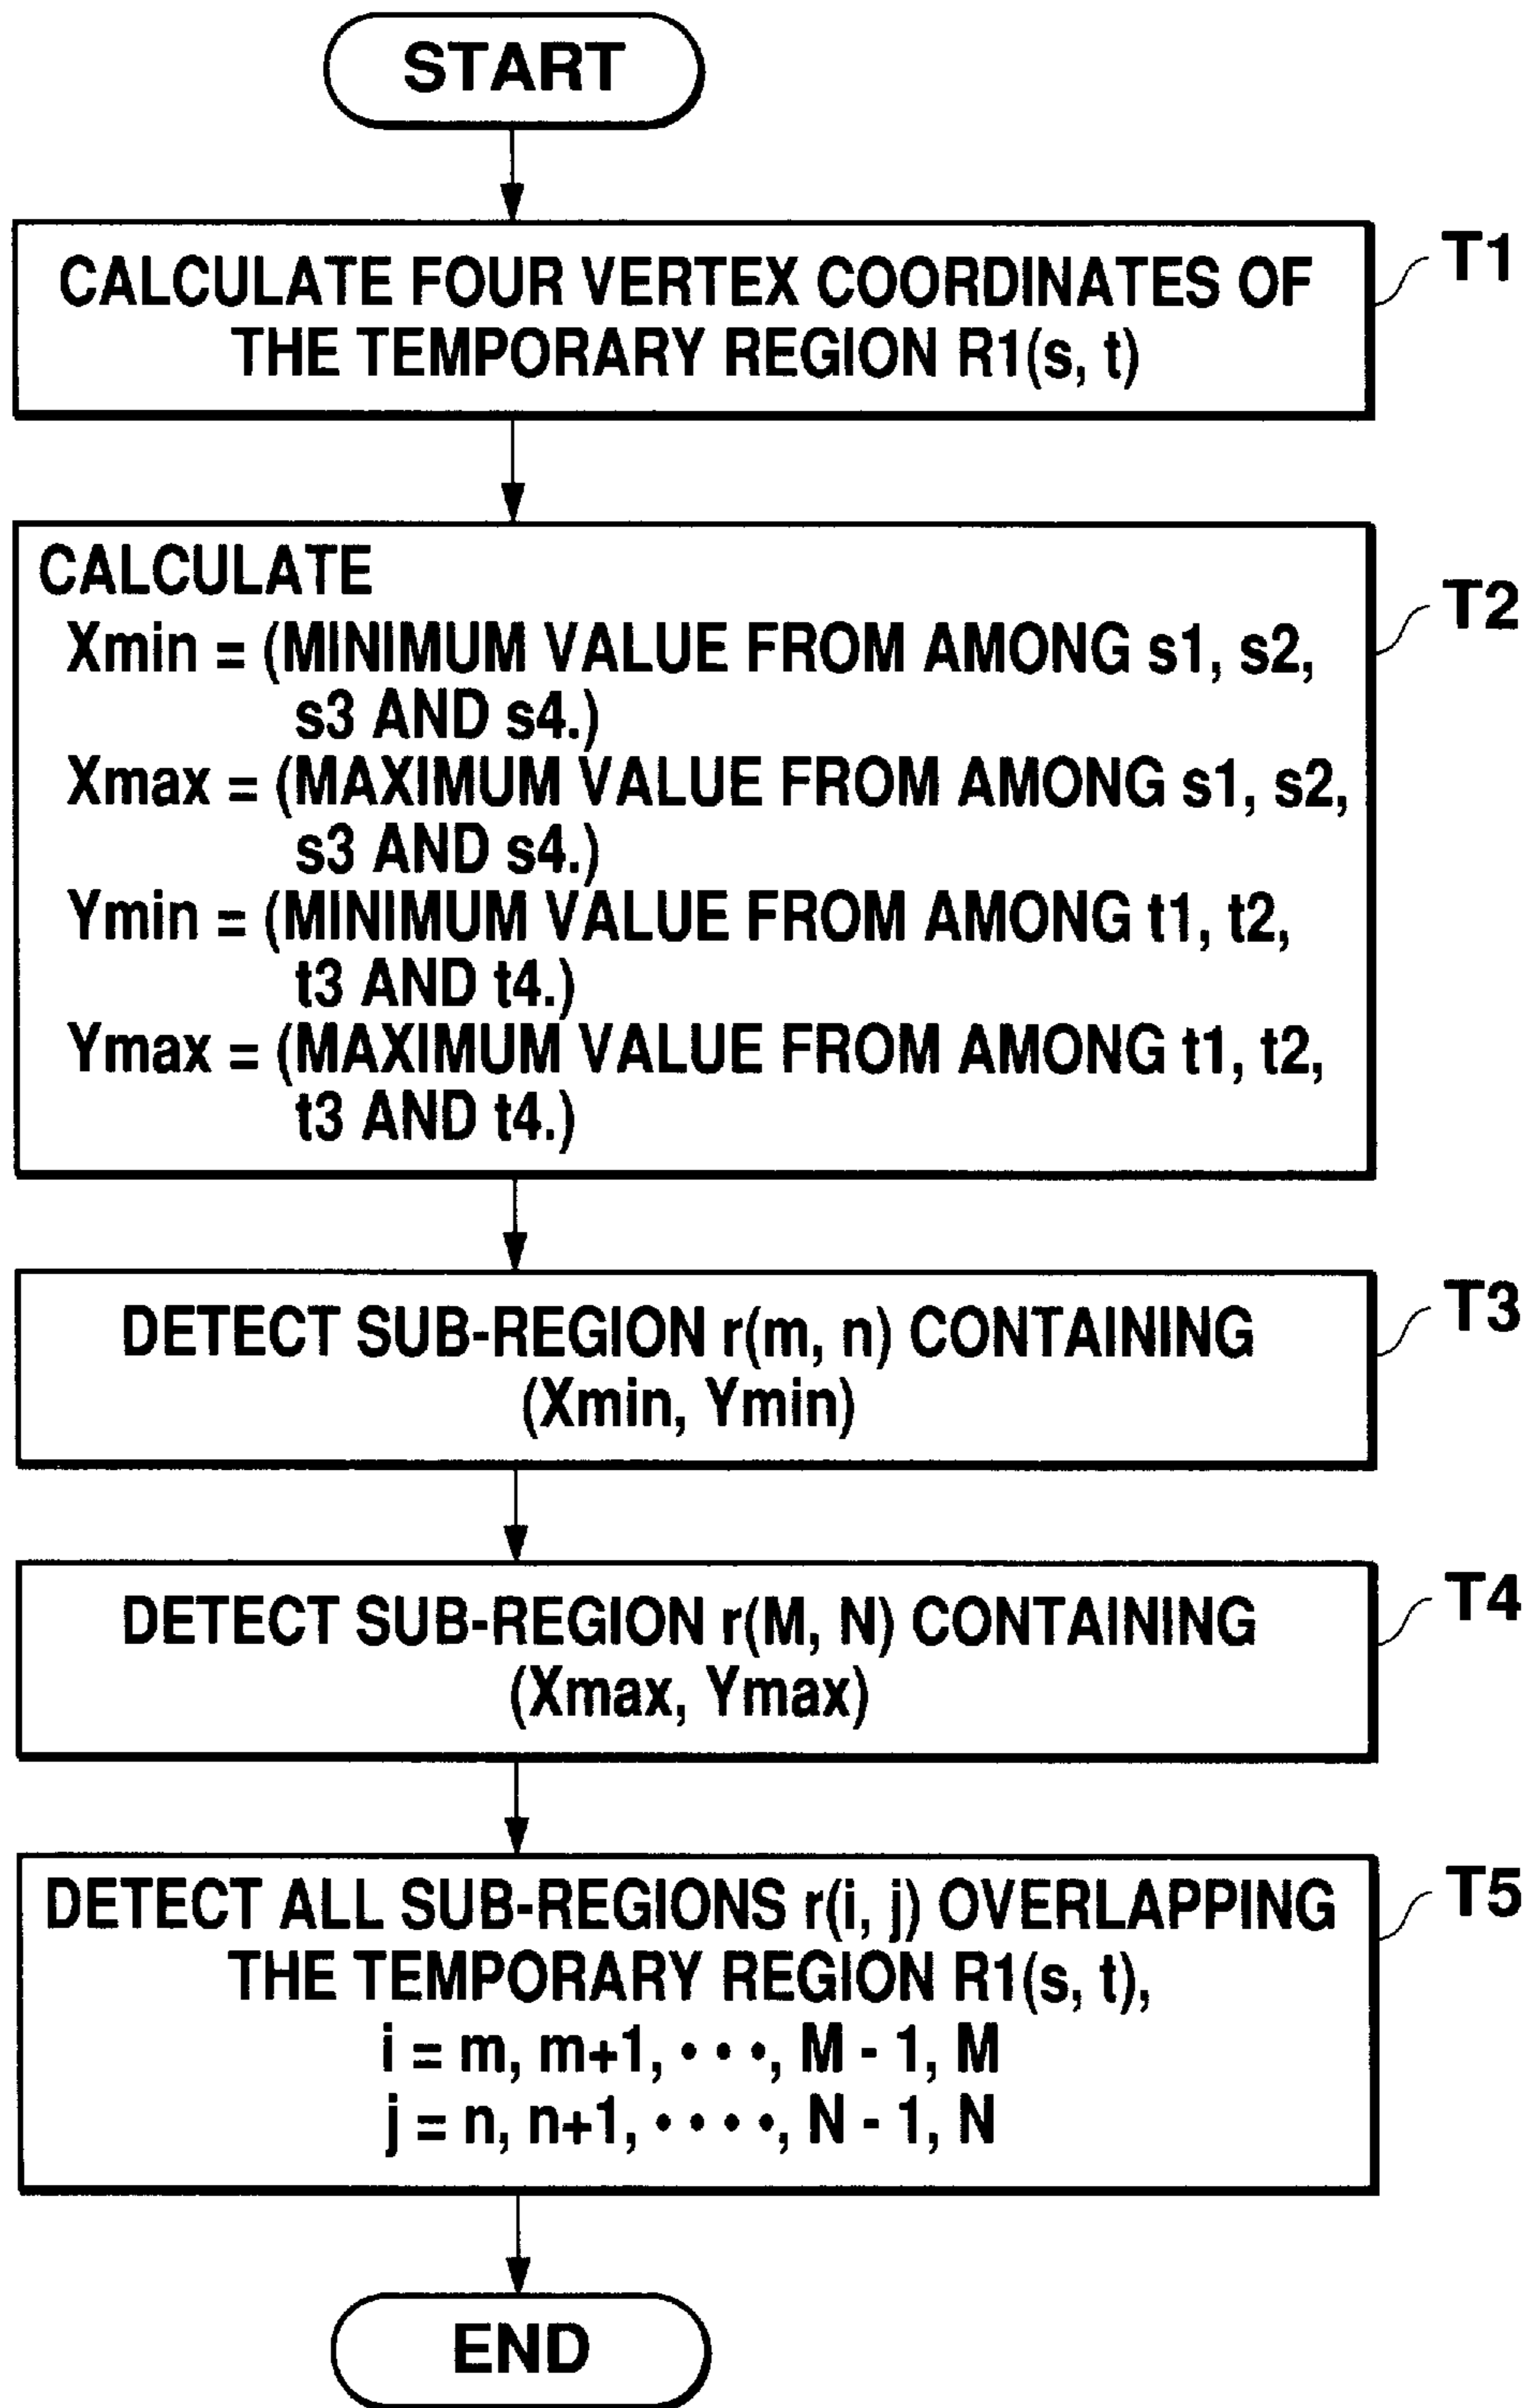 START
T1
CALCULATE FOUR VERTEX COORDINATES OF
THE TEMPORARY REGION R1(s, t)
T2
CALCULATE
Xmin = (MINIMUM VALUE FROM AMONG s1, s2,
s3 AND s4.)
Xmax = (MAXIMUM VALUE FROM AMONG s1, s2,
s3 AND s4.)
Ymin = (MINIMUM VALUE FROM AMONG t1, t2,
t3 AND t4.)
Ymax = (MAXIMUM VALUE FROM AMONG t1, t2,
t3 AND t4.)
T3
DETECT SUB-REGION r(m, n) CONTAINING
(Xmin, Ymin)
T4
DETECT SUB-REGION r(M, N) CONTAINING
(Xmax, Ymax)
T5
DETECT ALL SUB-REGIONS r(i, j) OVERLAPPING
THE TEMPORARY REGION R1(s, t),
i = m, m+1, • • •, M - 1, M
j = n, n+1, • • • •, N - 1, N
END